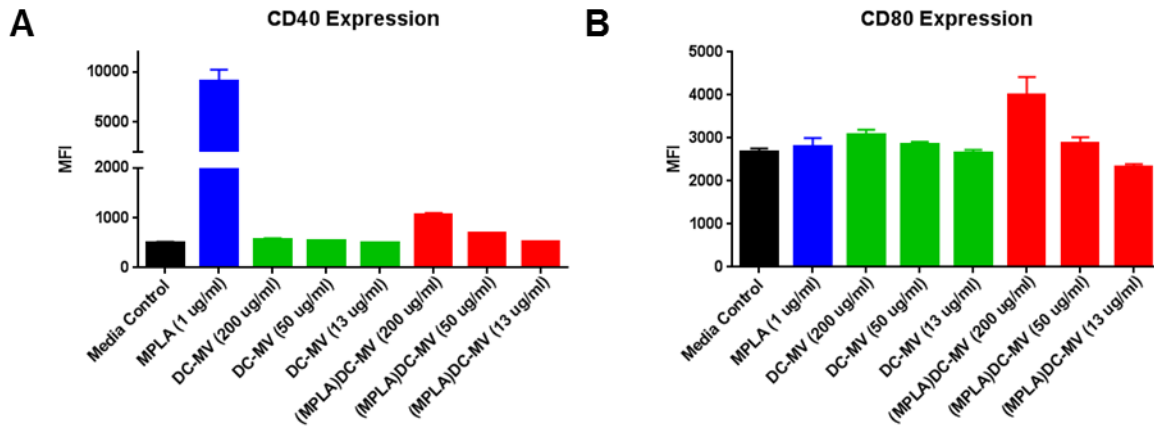 A
CD40 Expression
MFI
10000
5000
2000
1000
0
Media Control
MPLA (1 ug/ml)
DC-MV (200 ug/ml)
DC-MV (50 ug/ml)
DC-MV (13 ug/ml)
(MPLA)DC-MV (200 ug/ml)
(MPLA)DC-MV (50 ug/ml)
(MPLA)DC-MV (13 ug/ml)
B
CD80 Expression
MFI
5000
4000
3000
2000
1000
0
Media Control
MPLA (1 ug/ml)
DC-MV (200 ug/ml)
DC-MV (50 ug/ml)
DC-MV (13 ug/ml)
(MPLA)DC-MV (200 ug/ml)
(MPLA)DC-MV (50 ug/ml)
(MPLA)DC-MV (13 ug/ml)